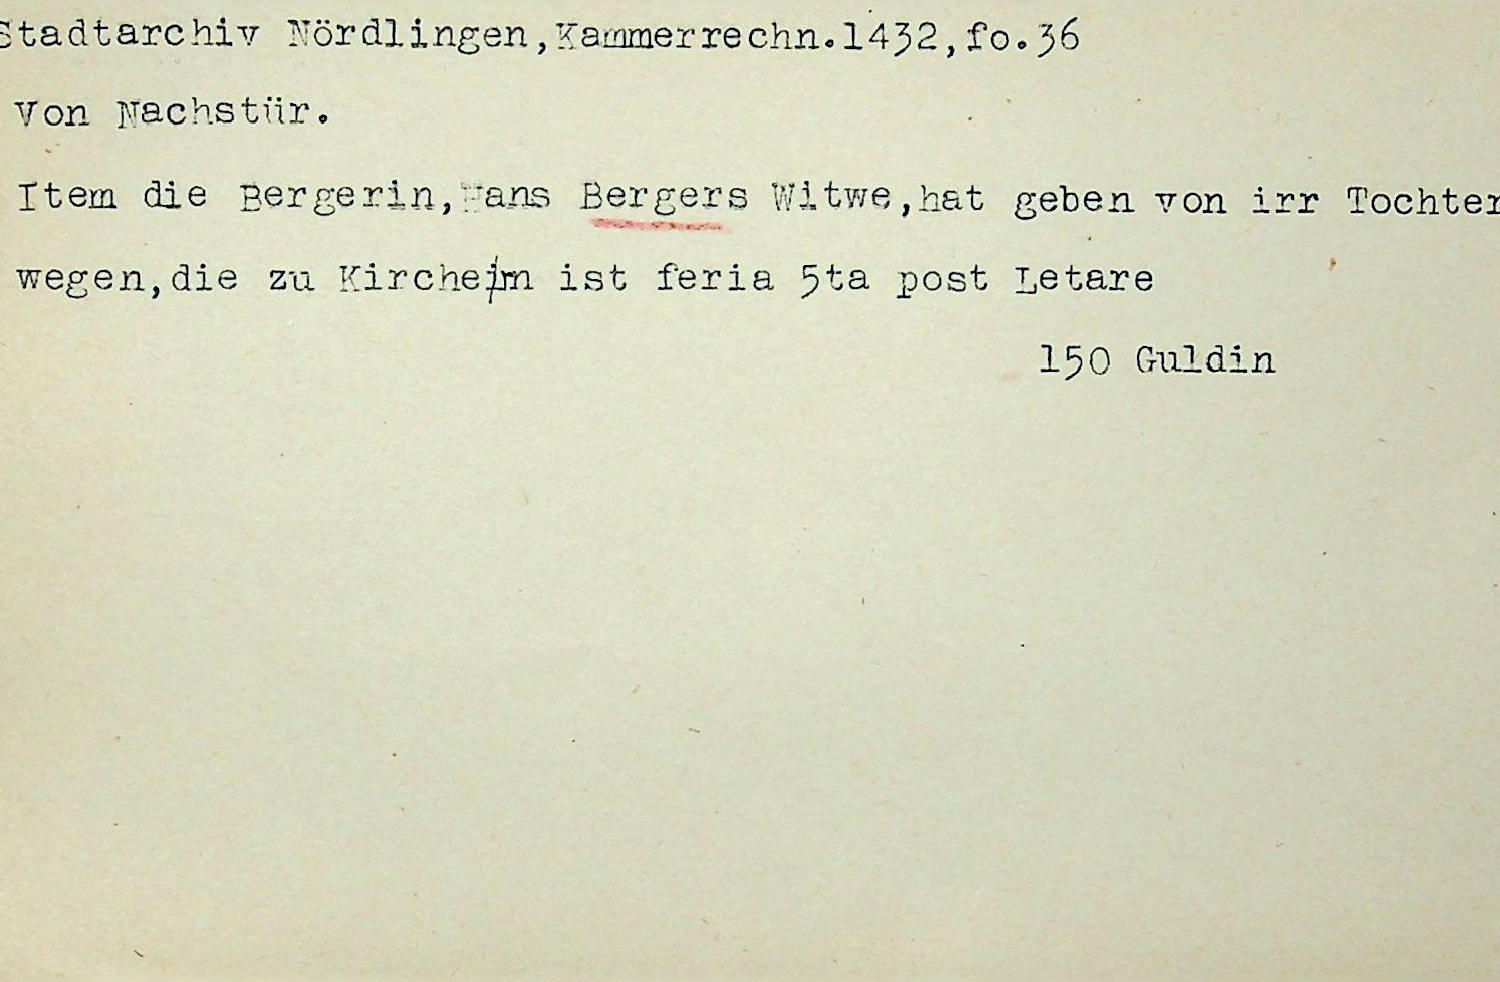 Stadtarchiv Nördlingen,Kammerrechn.1432,fo.36
Von Nachstür.
Item die Bergerin,Hans Bergers Witwe,hat geben von irr Tochter
wegen,die zu Kircheim ist feria 5ta post Letare
150 Guldin